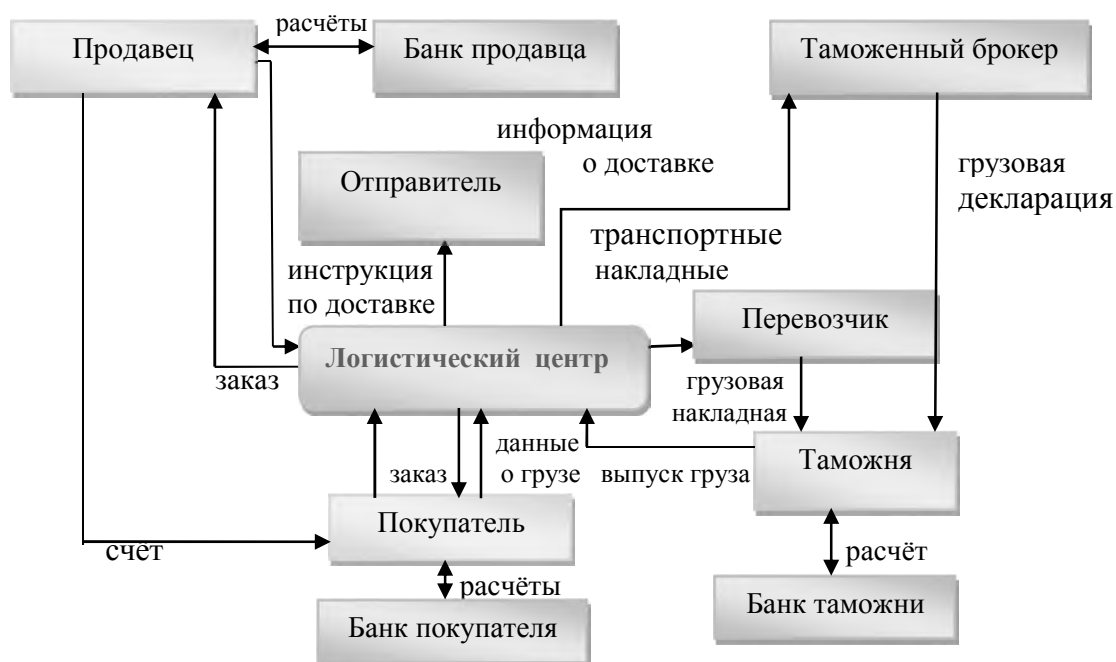 расчёты
Продавец
Банк продавца
Таможенный брокер
информация
о доставке
Отправитель
грузовая
декларация
транспортные
накладные
инструкция
по доставке
Перевозчик
Логистический центр
заказ
грузовая
накладная
данные
о грузе
заказ
выпуск груза
Таможня
Покупатель
счёт
расчёт
расчёты
Банк таможни
Банк покупателя